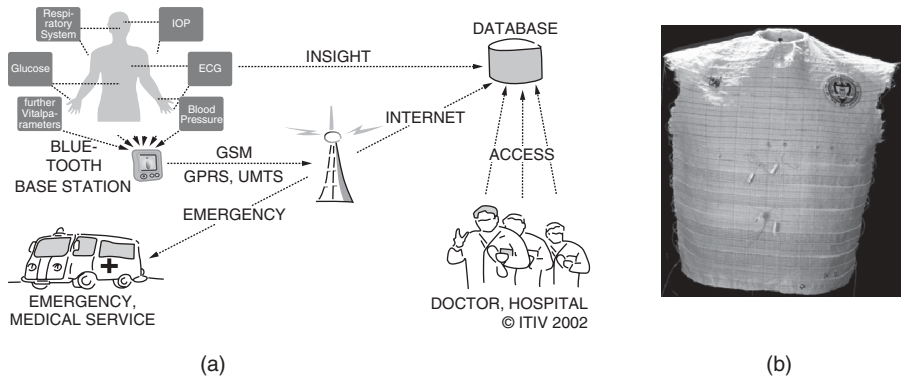 Respi-
ratory
System
IOP
Glucose
ECG
further
Vitalpa-
rameters
Blood
Pressure
BLUE-
TOOTH
BASE STATION
GSM
GPRS, UMTS
EMERGENCY
INSIGHT
INTERNET
DATABASE
ACCESS
EMERGENCY,
MEDICAL SERVICE
DOCTOR, HOSPITAL
© ITIV 2002
(a)
(b)